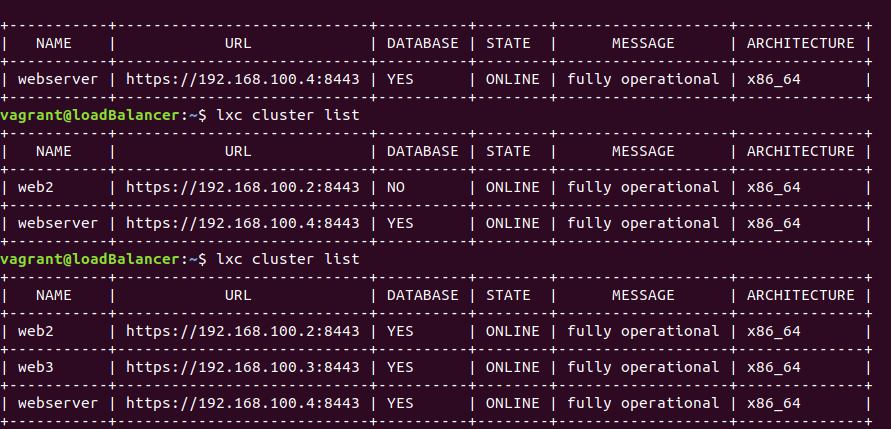 +-----------+----------------------------+----------+--------+-------------------+--------------+
|   NAME    |            URL             | DATABASE | STATE  |      MESSAGE      | ARCHITECTURE |
+-----------+----------------------------+----------+--------+-------------------+--------------+
| webserver | https://192.168.100.4:8443 | YES      | ONLINE | fully operational | x86_64       |
+-----------+----------------------------+----------+--------+-------------------+--------------+
vagrant@loadBalancer:~$ lxc cluster list
+-----------+----------------------------+----------+--------+-------------------+--------------+
|   NAME    |            URL             | DATABASE | STATE  |      MESSAGE      | ARCHITECTURE |
+-----------+----------------------------+----------+--------+-------------------+--------------+
| web2      | https://192.168.100.2:8443 | NO       | ONLINE | fully operational | x86_64       |
+-----------+----------------------------+----------+--------+-------------------+--------------+
| webserver | https://192.168.100.4:8443 | YES      | ONLINE | fully operational | x86_64       |
+-----------+----------------------------+----------+--------+-------------------+--------------+
vagrant@loadBalancer:~$ lxc cluster list
+-----------+----------------------------+----------+--------+-------------------+--------------+
|   NAME    |            URL             | DATABASE | STATE  |      MESSAGE      | ARCHITECTURE |
+-----------+----------------------------+----------+--------+-------------------+--------------+
| web2      | https://192.168.100.2:8443 | YES      | ONLINE | fully operational | x86_64       |
+-----------+----------------------------+----------+--------+-------------------+--------------+
| web3      | https://192.168.100.3:8443 | YES      | ONLINE | fully operational | x86_64       |
+-----------+----------------------------+----------+--------+-------------------+--------------+
| webserver | https://192.168.100.4:8443 | YES      | ONLINE | fully operational | x86_64       |
+-----------+----------------------------+----------+--------+-------------------+--------------+